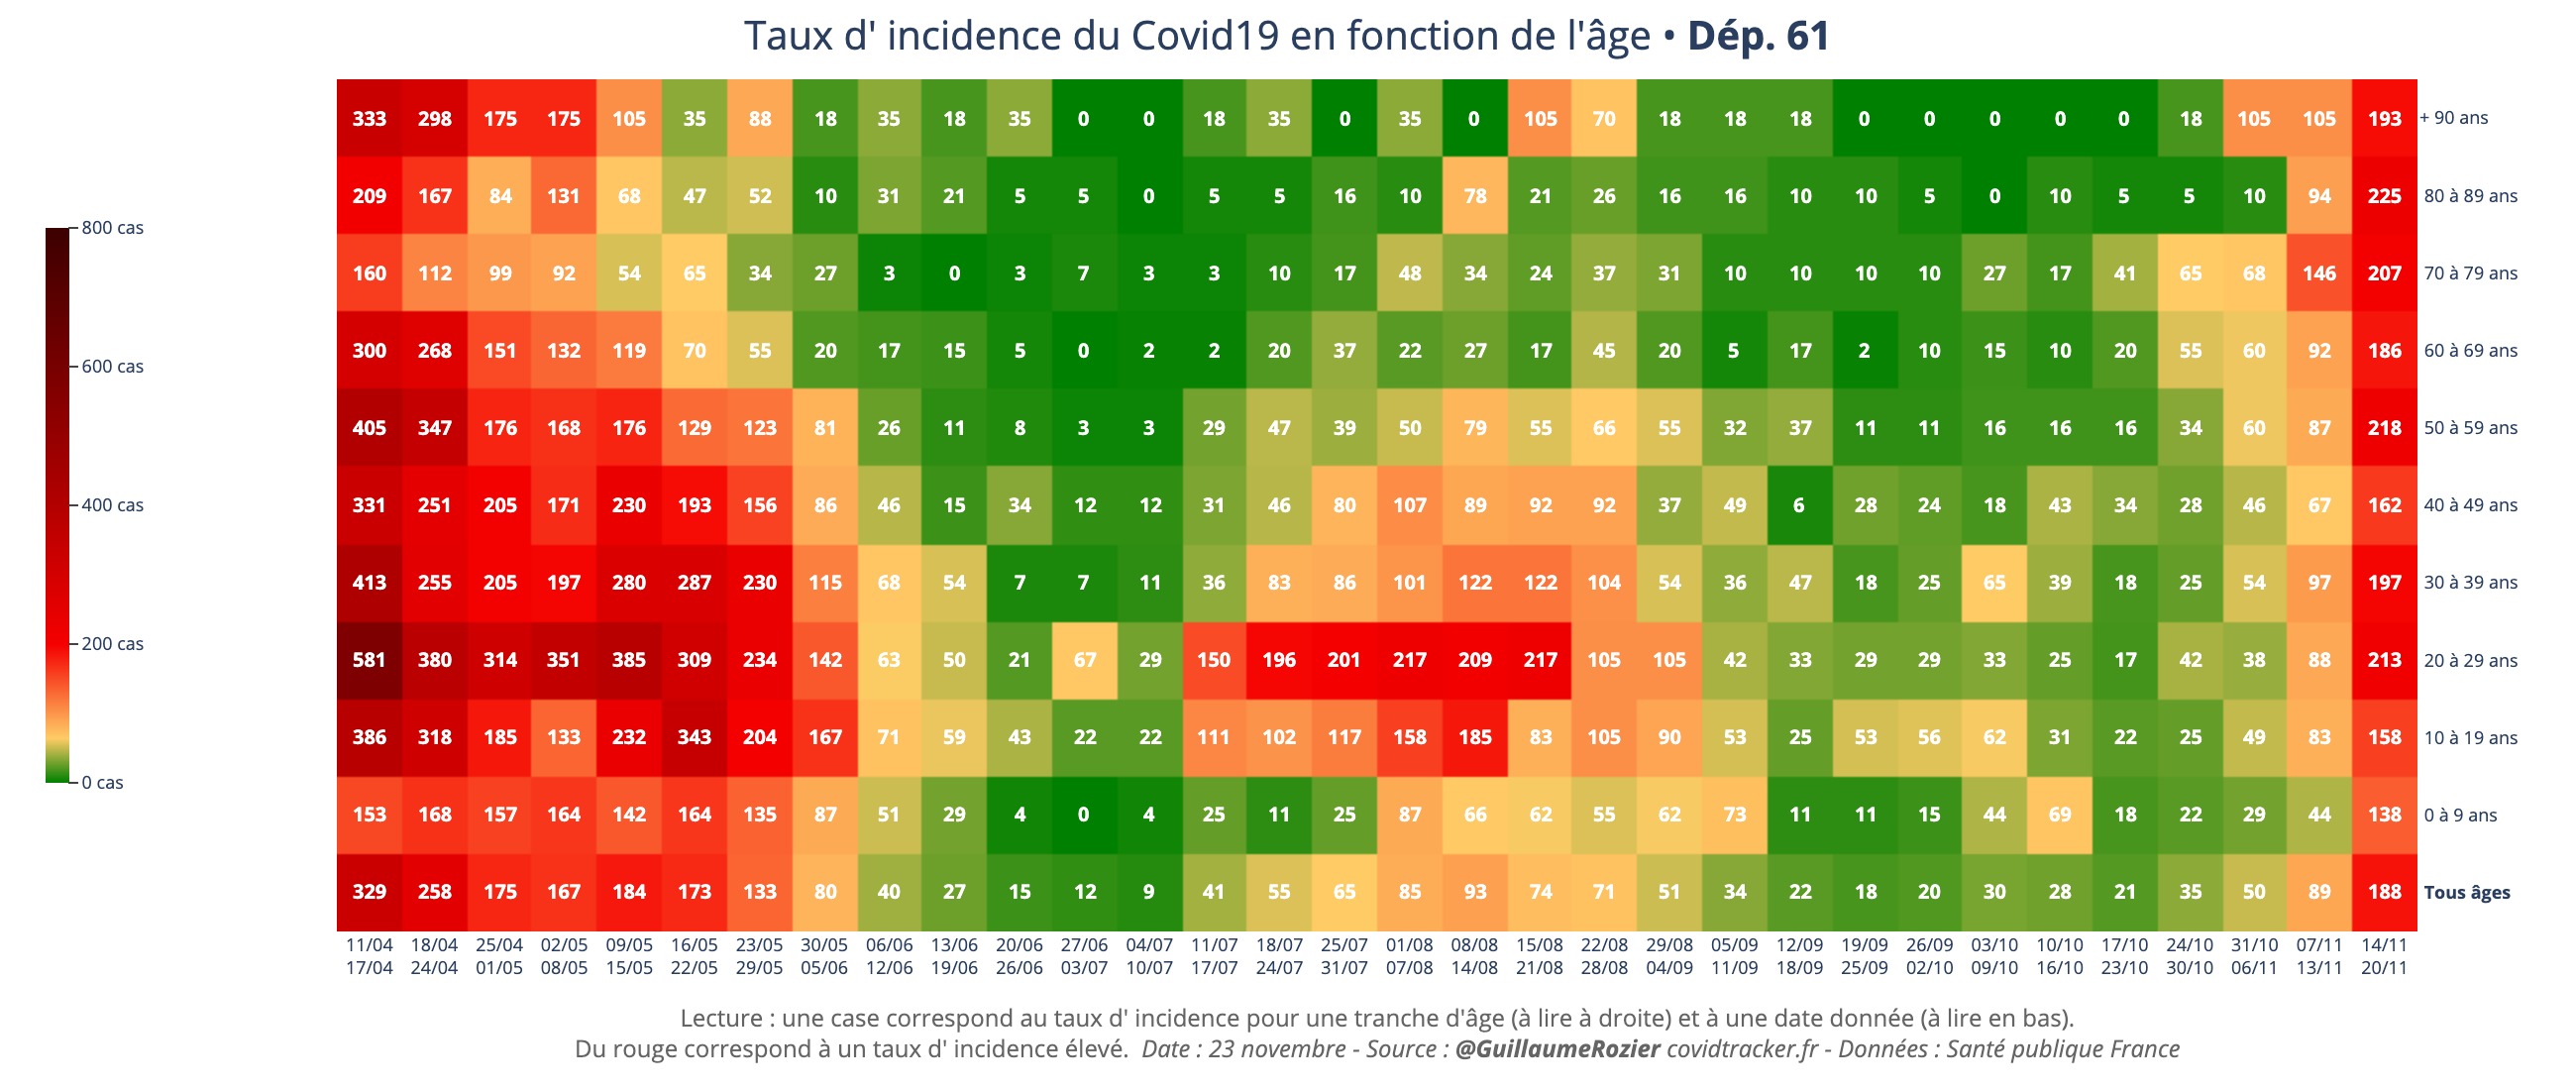 Taux d' incidence du Covid19 en fonction de l'âge • Dép. 61
333 298 175 175 105 35 88 18 35 18 35 0 0 18 35 0 35 0 105 70 18 18 18 0 0 0 0 0 18 105 105 193 + 90 ans
209 167 84 131 68 47 52 10 31 21 5 5 0 5 5 16 10 78 21 26 16 16 10 10 5 0 10 5 5 10 94 225 80 à 89 ans
160 112 99 92 54 65 34 27 3 0 3 7 3 3 10 17 48 34 24 37 31 10 10 10 10 27 17 41 65 68 146 207 70 à 79 ans
300 268 151 132 119 70 55 20 17 15 5 0 2 2 20 37 22 27 17 45 20 5 17 2 10 15 10 20 55 60 92 186 60 à 69 ans
405 347 176 168 176 129 123 81 26 11 8 3 3 29 47 39 50 79 55 66 55 32 37 11 11 16 16 16 34 60 87 218 50 à 59 ans
331 251 205 171 230 193 156 86 46 15 34 12 12 31 46 80 107 89 92 92 37 49 6 28 24 18 43 34 28 46 67 162 40 à 49 ans
413 255 205 197 280 287 230 115 68 54 7 7 11 36 83 86 101 122 122 104 54 36 47 18 25 65 39 18 25 54 97 197 30 à 39 ans
581 380 314 351 385 309 234 142 63 50 21 67 29 150 196 201 217 209 217 105 105 42 33 29 29 33 25 17 42 38 88 213 20 à 29 ans
386 318 185 133 232 343 204 167 71 59 43 22 22 111 102 117 158 185 83 105 90 53 25 53 56 62 31 22 25 49 83 158 10 à 19 ans
153 168 157 164 142 164 135 87 51 29 4 0 4 25 11 25 87 66 62 55 62 73 11 11 15 44 69 18 22 29 44 138 0 à 9 ans
329 258 175 167 184 173 133 80 40 27 15 12 9 41 55 65 85 93 74 71 51 34 22 18 20 30 28 21 35 50 89 188 Tous âges
11/04 18/04 25/04 02/05 09/05 16/05 23/05 30/05 06/06 13/06 20/06 27/06 04/07 11/07 18/07 25/07 01/08 08/08 15/08 22/08 29/08 05/09 12/09 19/09 26/09 03/10 10/10 17/10 24/10 31/10 07/11 14/11
17/04 24/04 01/05 08/05 15/05 22/05 29/05 05/06 12/06 19/06 26/06 03/07 10/07 17/07 24/07 31/07 07/08 14/08 21/08 28/08 04/09 11/09 18/09 25/09 02/10 09/10 16/10 23/10 30/10 06/11 13/11 20/11
800 cas
600 cas
400 cas
200 cas
0 cas
Lecture : une case correspond au taux d' incidence pour une tranche d'âge (à lire à droite) et à une date donnée (à lire en bas).
Du rouge correspond à un taux d' incidence élevé. Date : 23 novembre - Source : @GuillaumeRozier covidtracker.fr - Données : Santé publique France